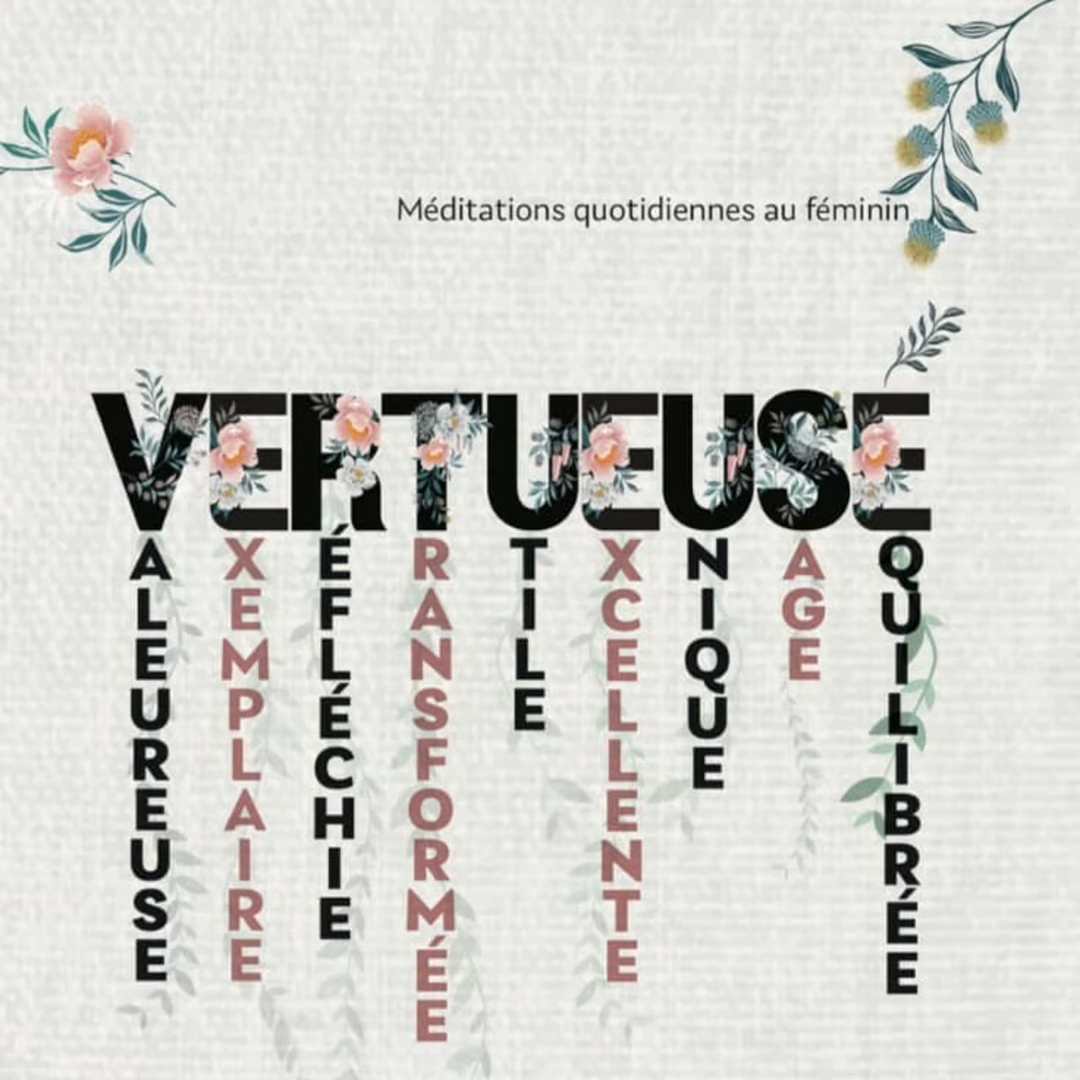 Méditations quotidiennes au féminin
VERTUEUSE
ALEUREUSE
XEMPLAIRE
ÉFLÉCHIE
RANSFORMÉE
TILE
XCELLENTE
NIQUE
AGE
QUILIBRÉE